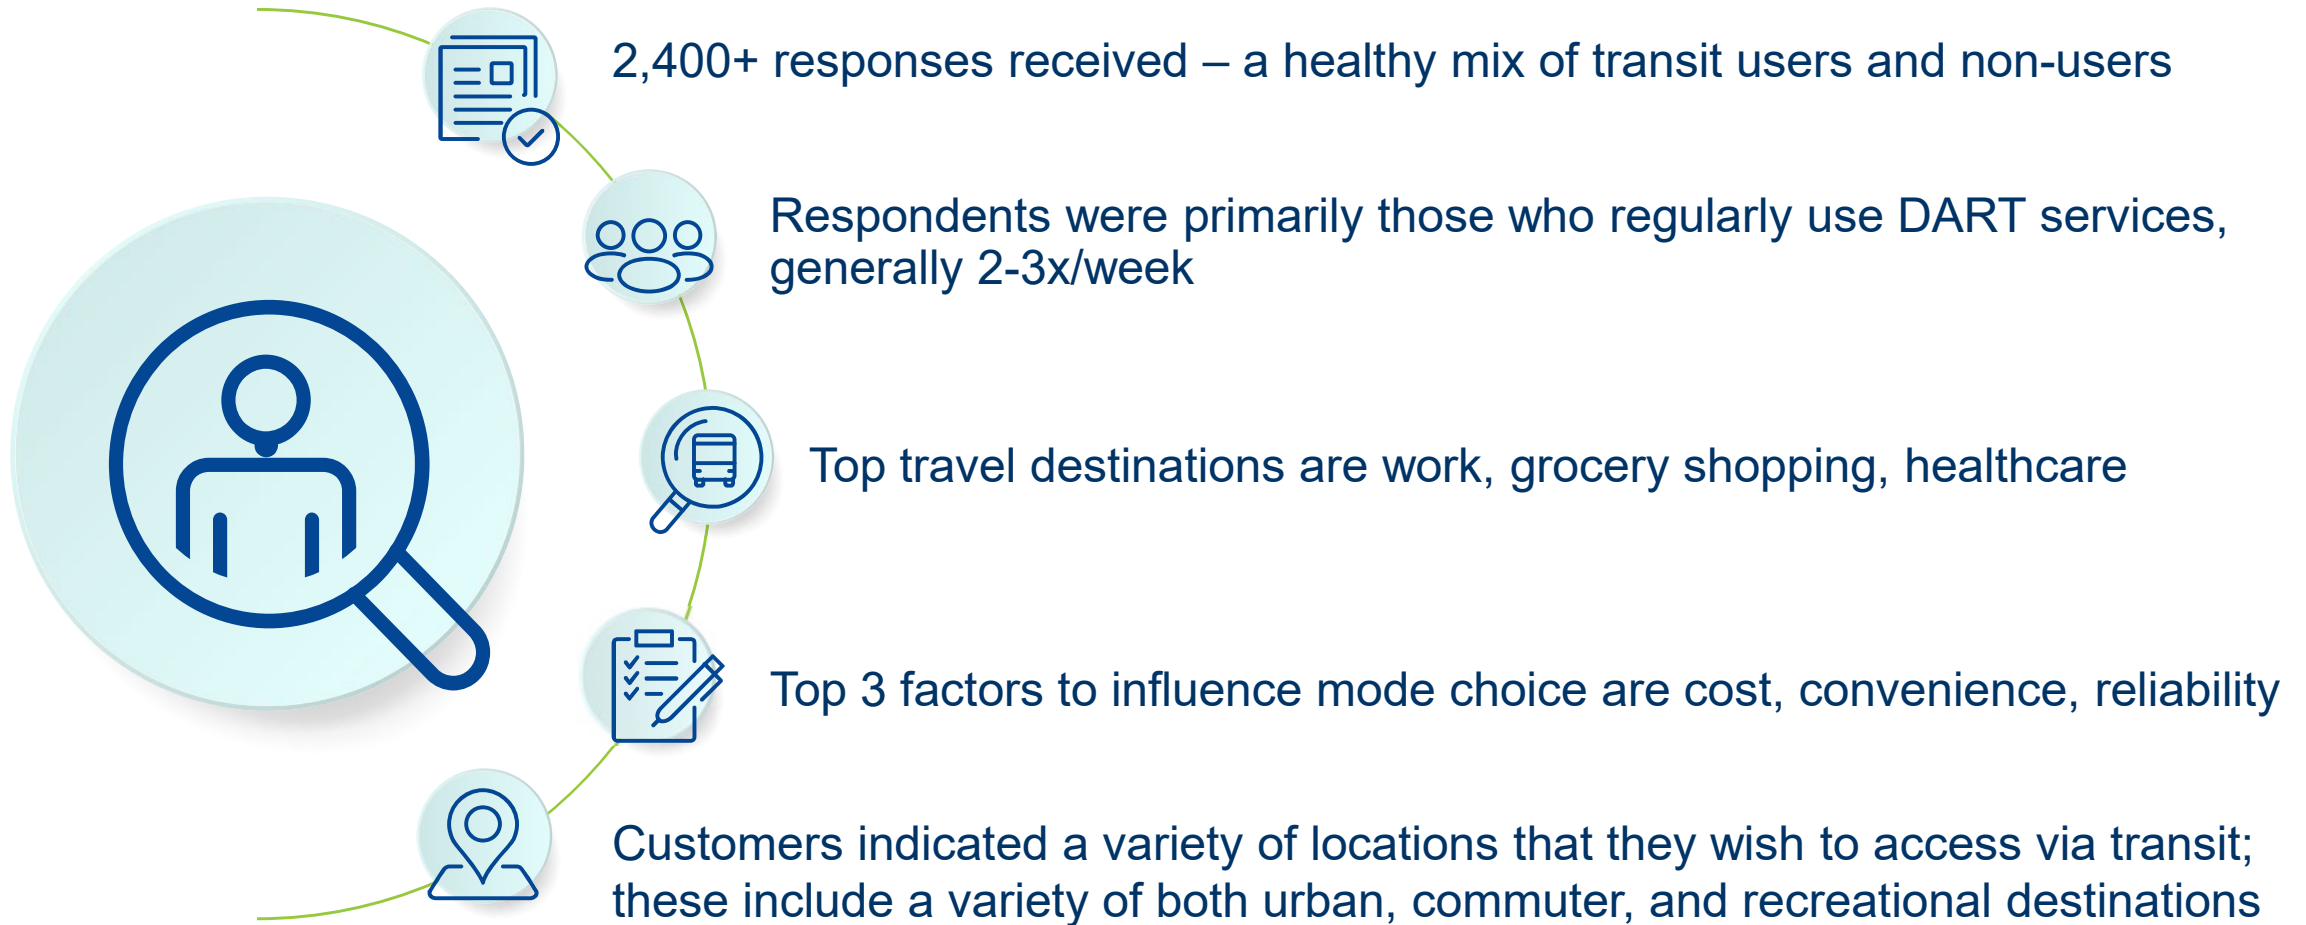 2,400+ responses received – a healthy mix of transit users and non-users
Respondents were primarily those who regularly use DART services,
generally 2-3x/week
Top travel destinations are work, grocery shopping, healthcare
Top 3 factors to influence mode choice are cost, convenience, reliability
Customers indicated a variety of locations that they wish to access via transit;
these include a variety of both urban, commuter, and recreational destinations